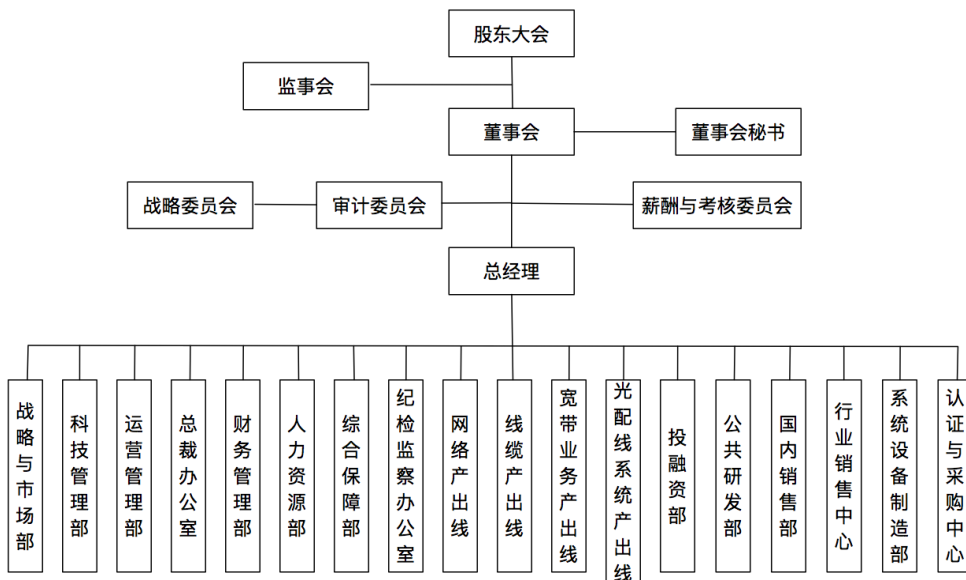 股东大会
监事会
董事会
董事会秘书
战略委员会
审计委员会
薪酬与考核委员会
总经理
战略与市场部
科技管理部
运营管理部
总裁办公室
财务管理部
人力资源部
综合保障部
纪检监察办公室
网络产出线
线缆产出线
宽带业务产出线
光配线系统产出线
投融资部
公共研发部
国内销售部
行业销售中心
系统设备制造部
认证与采购中心